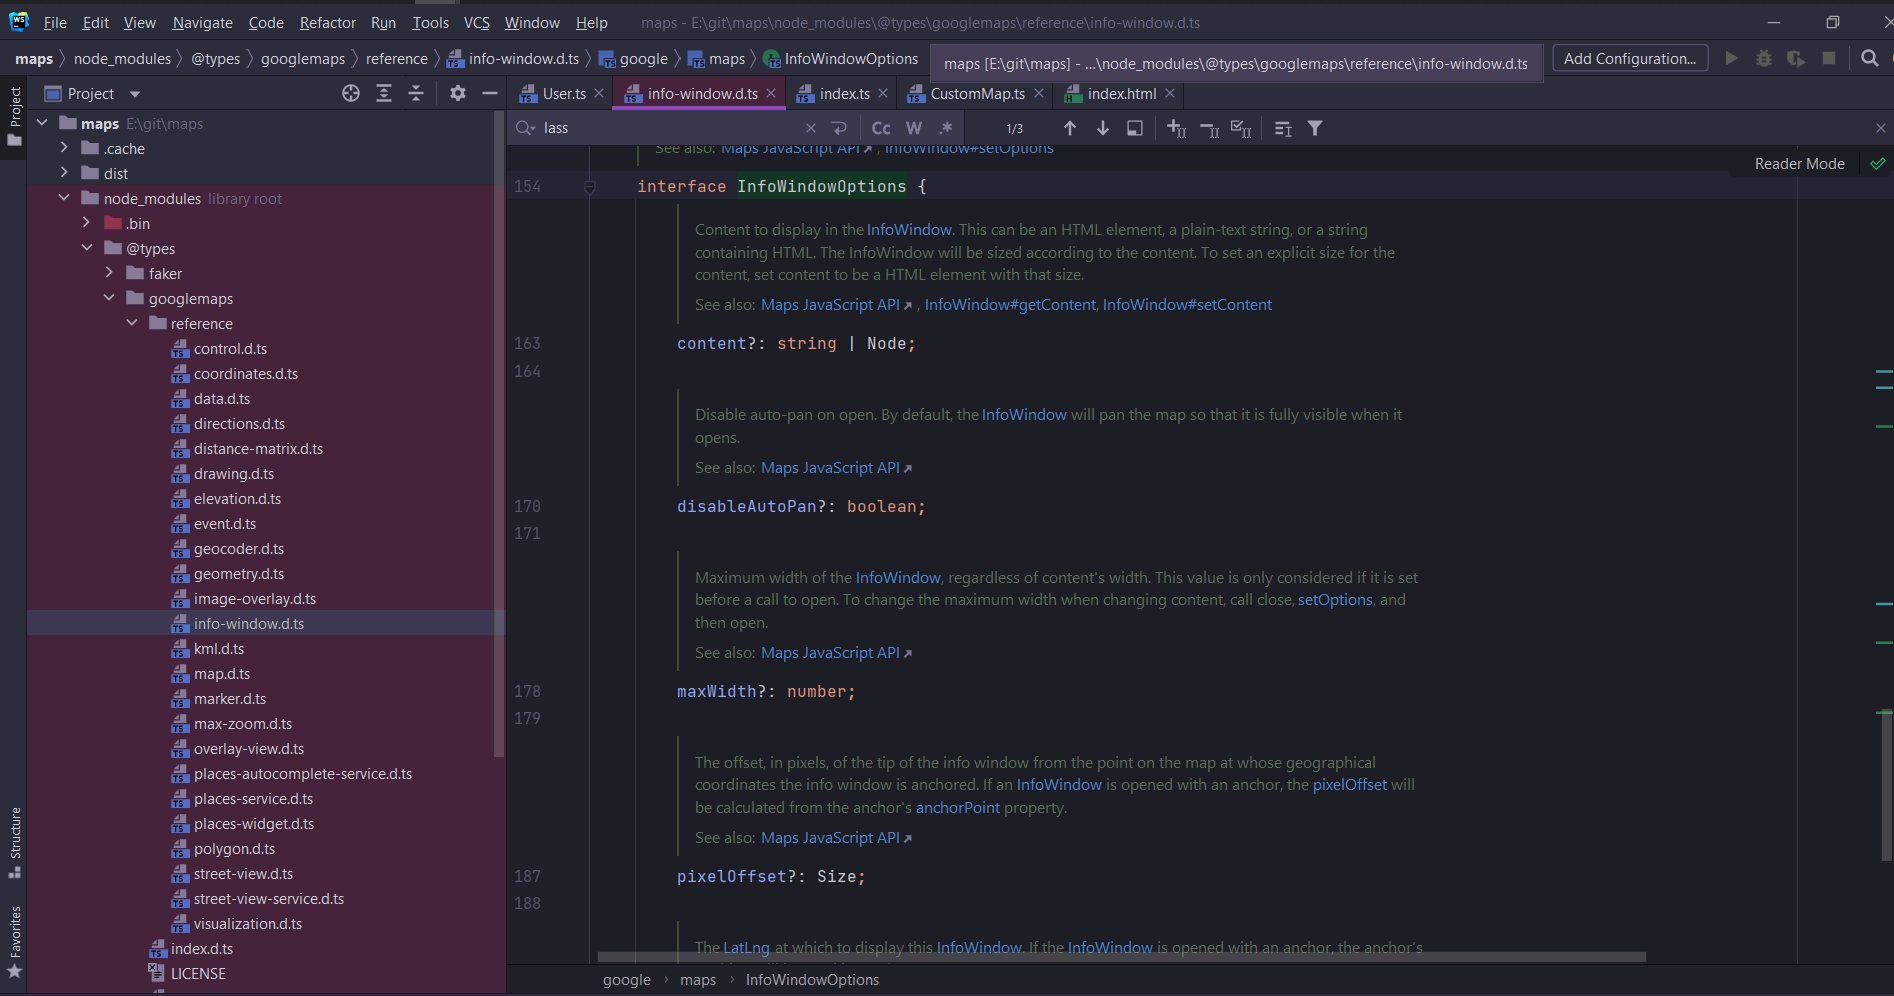 WS File Edit View Navigate Code Refactor Run Tools VCS Window Help maps - E:\git\maps\node_modules\@types\googlemaps\reference\info-window.d.ts
maps node_modules @types googlemaps reference info-window.d.ts google maps InfoWindowOptions maps [E:\git\maps] - ...\node_modules\@types\googlemaps\reference\info-window.d.ts Add Configuration...
Project
Project
User.ts info-window.d.ts index.ts CustomMap.ts index.html
lass Cc W .* 1/3
maps E:\git\maps
.cache
dist
node_modules library root
.bin
@types
faker
googlemaps
reference
control.d.ts
coordinates.d.ts
data.d.ts
directions.d.ts
distance-matrix.d.ts
drawing.d.ts
elevation.d.ts
event.d.ts
geocoder.d.ts
geometry.d.ts
image-overlay.d.ts
info-window.d.ts
kml.d.ts
map.d.ts
marker.d.ts
max-zoom.d.ts
overlay-view.d.ts
places-autocomplete-service.d.ts
places-service.d.ts
places-widget.d.ts
polygon.d.ts
street-view.d.ts
street-view-service.d.ts
visualization.d.ts
index.d.ts
LICENSE
Structure
Favorites
See also: Maps JavaScript API , InfoWindow#setOptions
Reader Mode
154 interface InfoWindowOptions {
Content to display in the InfoWindow. This can be an HTML element, a plain-text string, or a string
containing HTML. The InfoWindow will be sized according to the content. To set an explicit size for the
content, set content to be a HTML element with that size.
See also: Maps JavaScript API , InfoWindow#getContent, InfoWindow#setContent
163 content?: string | Node;
164
Disable auto-pan on open. By default, the InfoWindow will pan the map so that it is fully visible when it
opens.
See also: Maps JavaScript API
170 disableAutoPan?: boolean;
171
Maximum width of the InfoWindow, regardless of content's width. This value is only considered if it is set
before a call to open. To change the maximum width when changing content, call close, setOptions, and
then open.
See also: Maps JavaScript API
178 maxWidth?: number;
179
The offset, in pixels, of the tip of the info window from the point on the map at whose geographical
coordinates the info window is anchored. If an InfoWindow is opened with an anchor, the pixelOffset will
be calculated from the anchor's anchorPoint property.
See also: Maps JavaScript API
187 pixelOffset?: Size;
188
The LatLng at which to display this InfoWindow. If the InfoWindow is opened with an anchor, the anchor's
google maps InfoWindowOptions